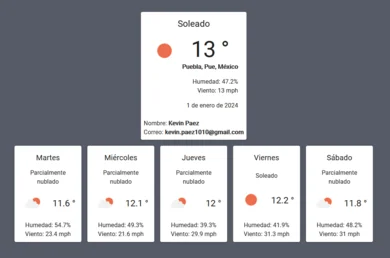 Soleado
13 °
Puebla, Pue, México
Humedad: 47.2%
Viento: 13 mph
1 de enero de 2024
Nombre: Kevin Paez
Correo: kevin.paez1010@gmail.com
Martes
Parcialmente
nublado
11.6 °
Humedad: 54.7%
Viento: 23.4 mph
Miércoles
Parcialmente
nublado
12.1 °
Humedad: 49.3%
Viento: 21.6 mph
Jueves
Parcialmente
nublado
12 °
Humedad: 39.3%
Viento: 29.9 mph
Viernes
Soleado
12.2 °
Humedad: 41.9%
Viento: 31.3 mph
Sábado
Parcialmente
nublado
11.8 °
Humedad: 48.2%
Viento: 31 mph